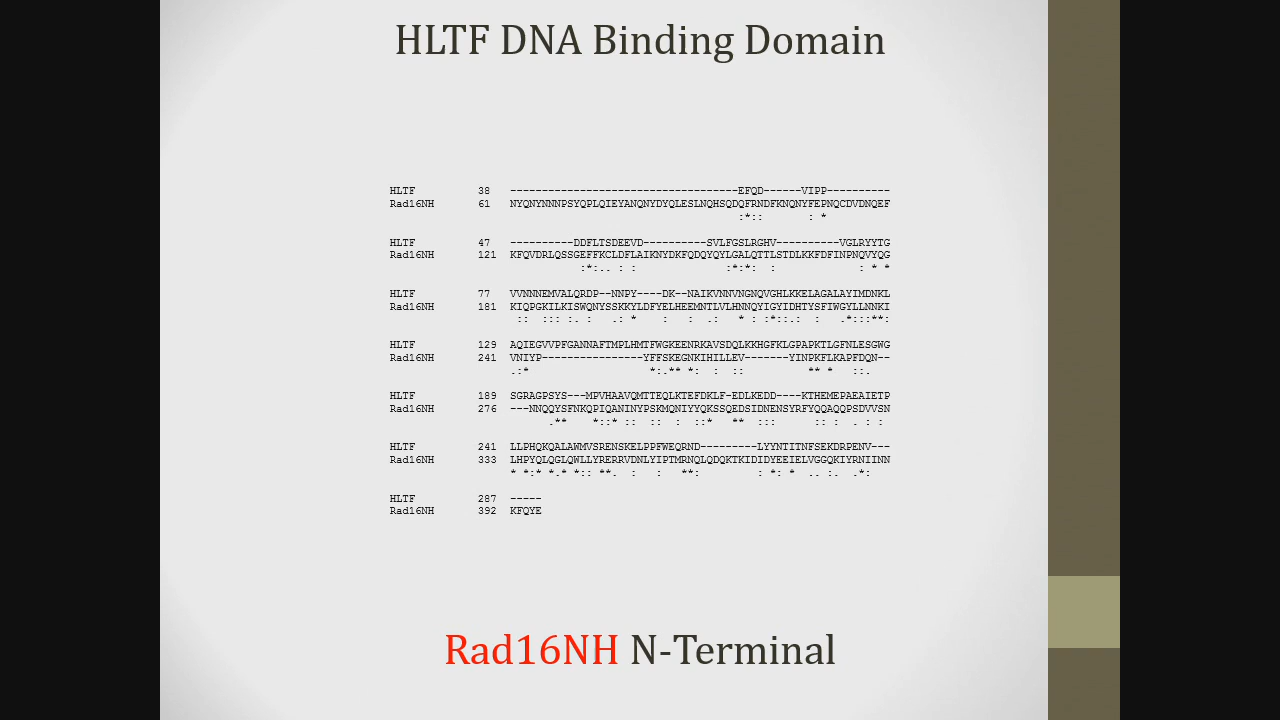 HLTF DNA Binding Domain
HLTF 38 ------------------------------------EFQD------VIPP----------
Rad16NH 61 NYQNYNNNPSYQPLQIEYANQNYDYQLESLNQHSQDQFRNDFKNQNYFEPNQCDVDNQEF
:*:: : *
HLTF 47 ----------DDFLTSDEEVD----------SVLFGSLRGHV----------VGLRYYTG
Rad16NH 121 KFQVDRLQSSGEFFKCLDFLAIKNYDKFQDQYQYLGALQTTLSTDLKKFDFINPNQVYQG
:*:.. : : :*:*: : : * *
HLTF 77 VVNNNEMVALQRDP--NNPY----DK--NAIKVNNVNGNQVGHLKKELAGALAYIMDNKL
Rad16NH 181 KIQPGKILKISWQNYSSKKYLDFYELHEEMNTLVLHNNQYIGYIDHTYSFIWGYLLNNKI
:: ::: :. : .: * : : .: * : :*::.: : .*:::**:
HLTF 129 AQIEGVVPFGANNAFTMPLHMTFWGKEENRKAVSDQLKKHGFKLGPAPKTLGFNLESGWG
Rad16NH 241 VNIYP----------------YFFSKEGNKIHILLEV-------YINPKFLKAPFDQN--
.:* *:.** *: : :: ** * ::.
HLTF 189 SGRAGPSYS---MPVHAAVQMTTEQLKTEFDKLF-EDLKEDD----KTHEMEPAEAIETP
Rad16NH 276 ---NNQQYSFNKQPIQANINYPSKMQNIYYQKSSQEDSIDNENSYRFYQQAQQPSDVVSN
.** *::* :: :: : ::* ** ::: :: : . : :
HLTF 241 LLPHQKQALAWMVSRENSKELPPFWEQRND---------LYYNTITNFSEKDRPENV---
Rad16NH 333 LHPYQLQGLQWLLYRERRVDNLYIPTMRNQLQDQKTKIDIDYEEIELVGGQKIYRNIINN
* *:* *.* *:: **. : : **: : *: * .. :. .*:
HLTF 287 -----
Rad16NH 392 KFQYE
Rad16NH N-Terminal